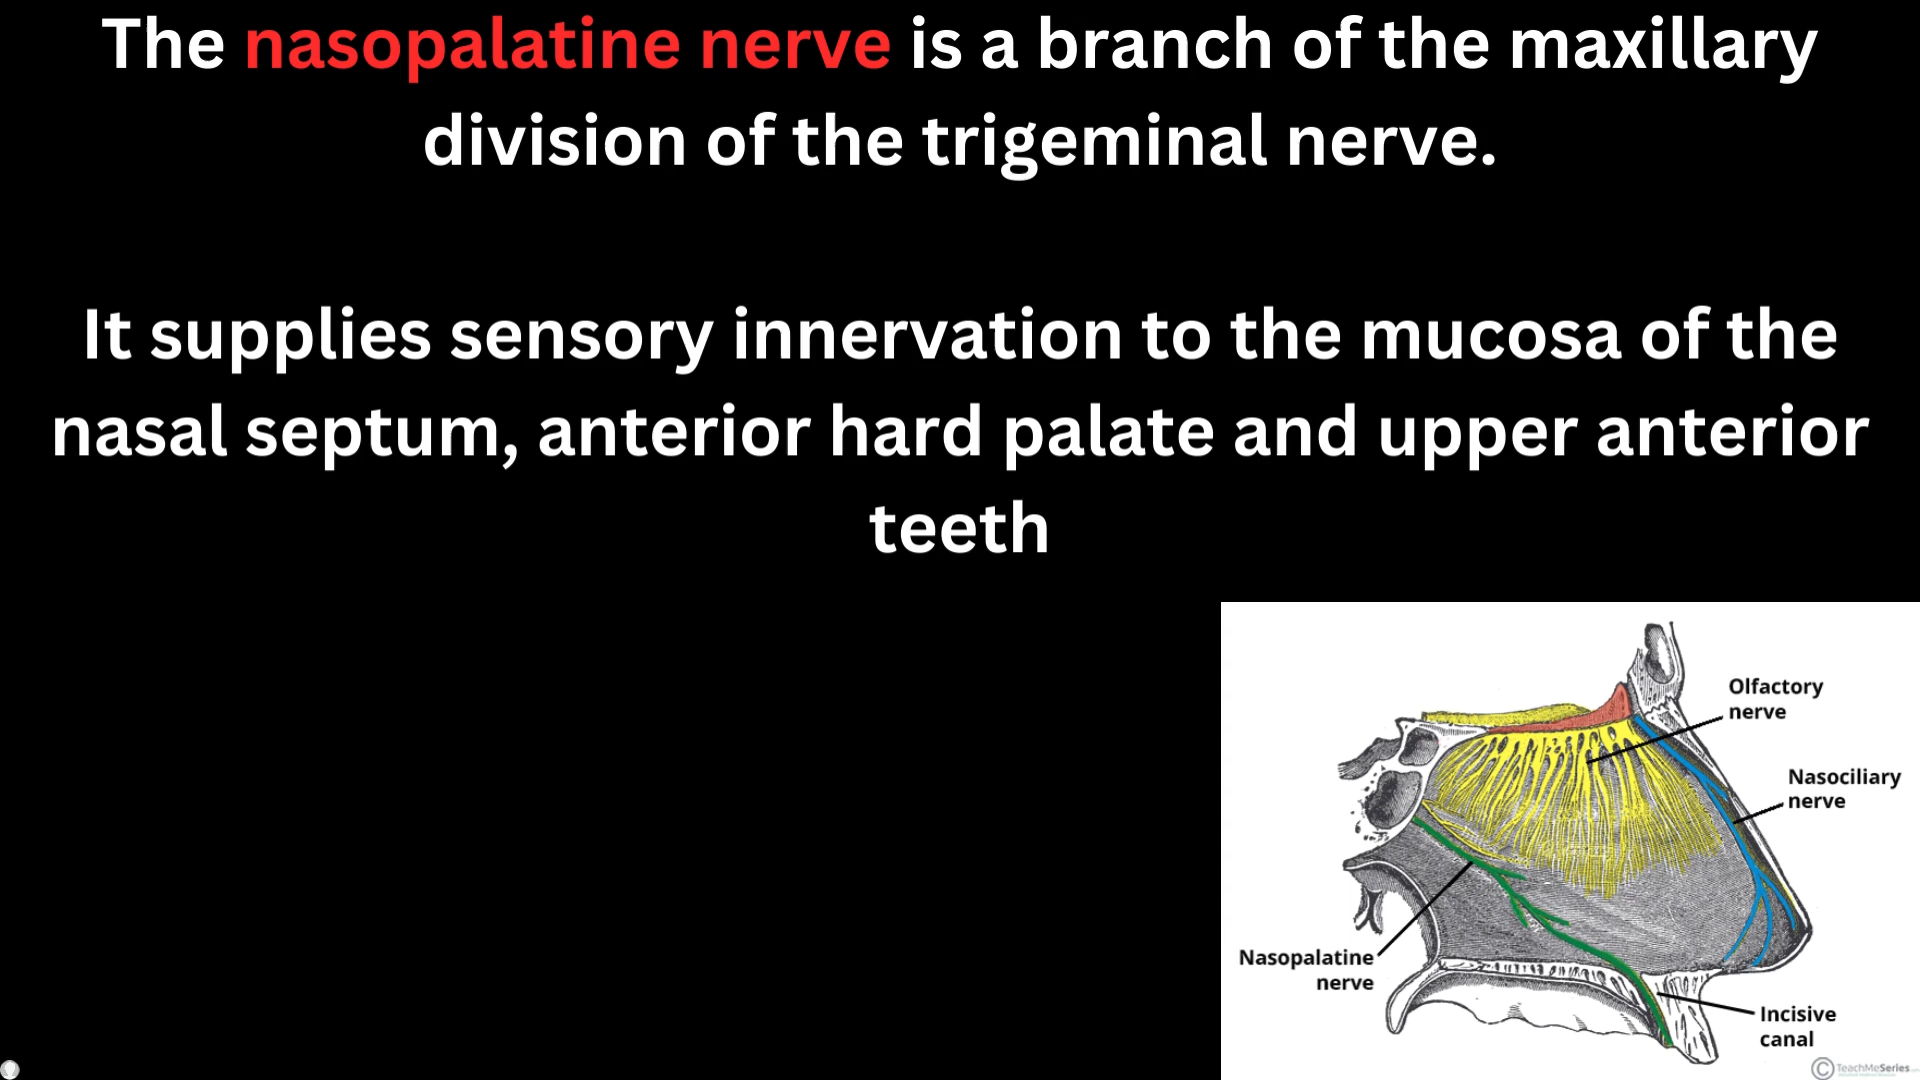 The nasopalatine nerve is a branch of the maxillary
division of the trigeminal nerve.
It supplies sensory innervation to the mucosa of the
nasal septum, anterior hard palate and upper anterior
teeth
Olfactory
nerve
Nasociliary
nerve
Nasopalatine
nerve
Incisive
canal
© TeachMeSeries